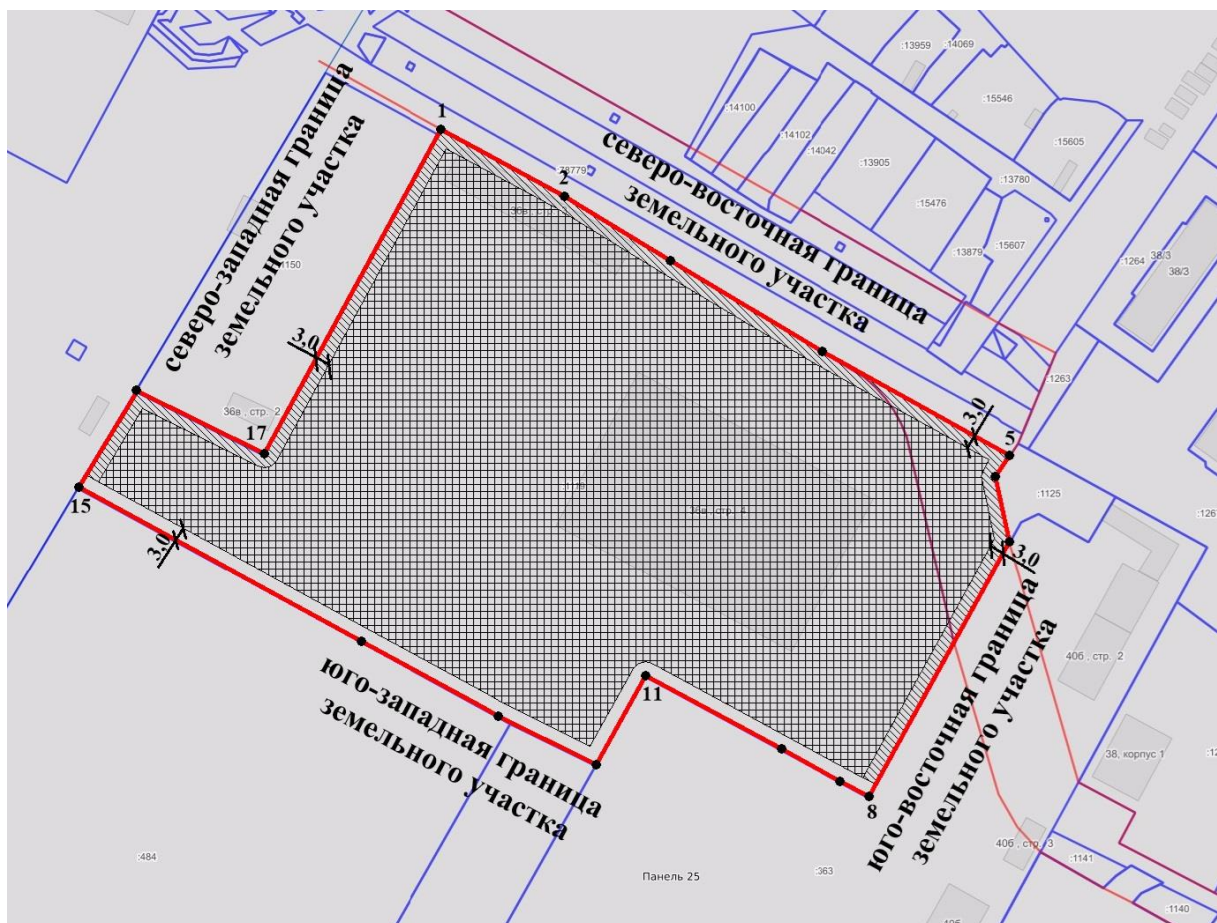 :13959
:14069
:14100
:15546
:14102
:14042
:15605
:13905
:13780
:15476
:13879
:15607
:1264
38/3
38/3
северо-западная граница
земельного участка
1
2
:78779
северо-восточная граница
земельного участка
1150
3,0
:1263
36в , стр. 2
17
3,0
5
15
3,0
19
:1125
3,0
40б , стр. 2
11
юго-западная граница
земельного участка
8
юго-восточная граница
земельного участка
38, корпус 1
40б , стр. 3
:1141
:484
Панель 25
:363
:1140